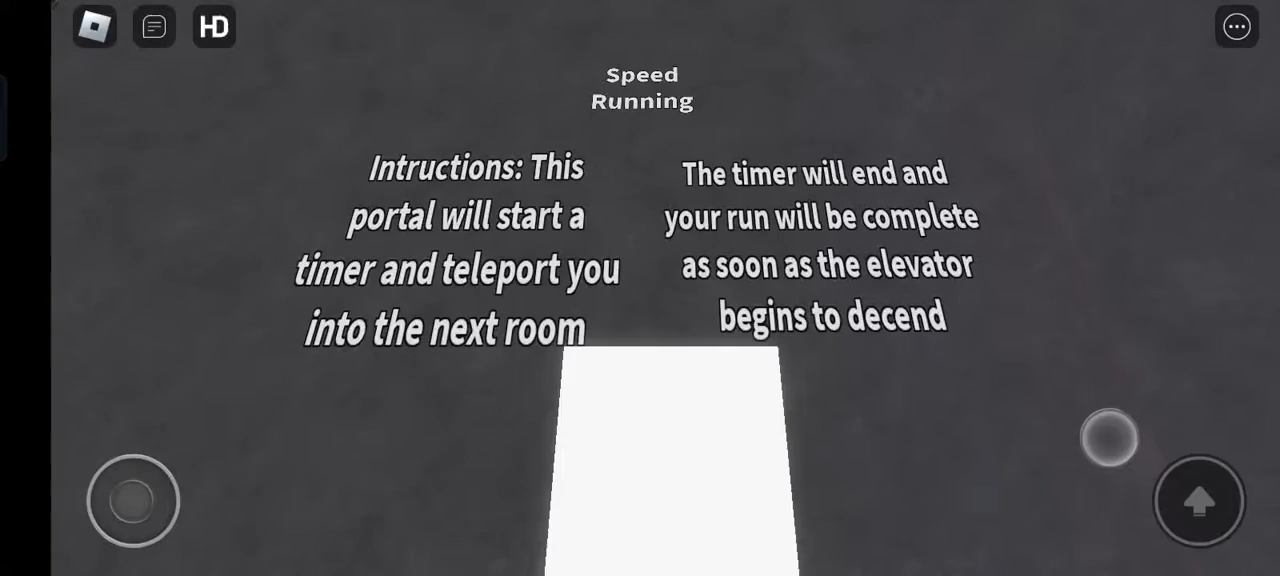 HD
Speed
Running
Intructions: This
portal will start a
timer and teleport you
into the next room
The timer will end and
your run will be complete
as soon as the elevator
begins to decend